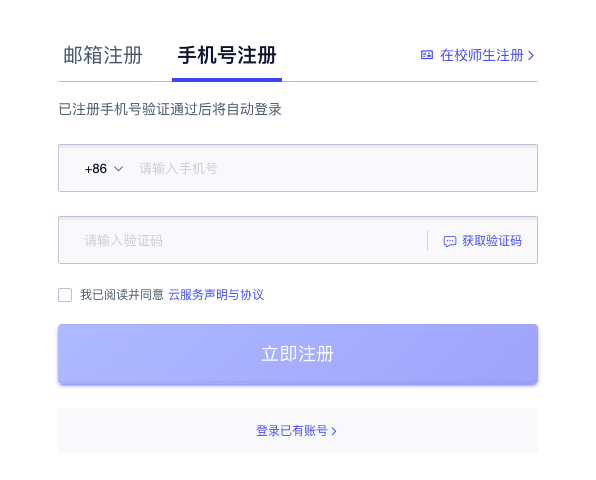 邮箱注册 手机号注册 在校师生注册
已注册手机号验证通过后将自动登录
+86 请输入手机号
请输入验证码 获取验证码
我已阅读并同意 云服务声明与协议
立即注册
登录已有账号